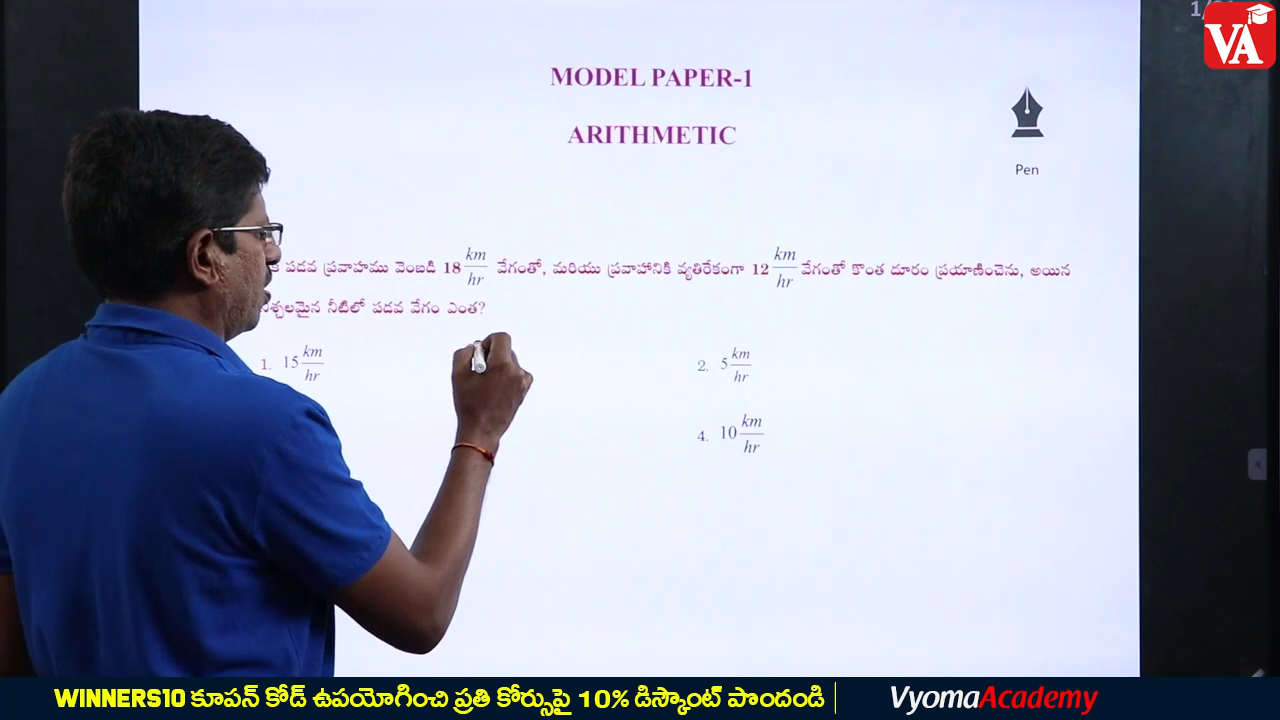 VA
MODEL PAPER-1
ARITHMETIC
Pen
పడవ ప్రవాహము వెంబడి 18 km/hr వేగంతో, మరియు ప్రవాహానికి వ్యతిరేకంగా 12 km/hr వేగంతో కొంత దూరం ప్రయాణించెను, అయిన
నిశ్చలమైన నీటిలో పడవ వేగం ఎంత?
1. 15 km/hr 2. 5 km/hr
4. 10 km/hr
WINNERS10 కూపన్ కోడ్ ఉపయోగించి ప్రతి కోర్సుపై 10% డిస్కౌంట్ పొందండి VyomaAcademy